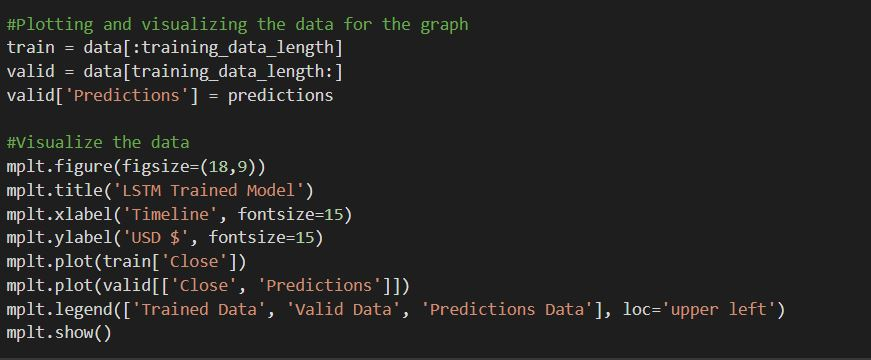 #Plotting and visualizing the data for the graph
train = data[:training_data_length]
valid = data[training_data_length:]
valid['Predictions'] = predictions
#Visualize the data
mplt.figure(figsize=(18,9))
mplt.title('LSTM Trained Model')
mplt.xlabel('Timeline', fontsize=15)
mplt.ylabel('USD $', fontsize=15)
mplt.plot(train['Close'])
mplt.plot(valid[['Close', 'Predictions']])
mplt.legend(['Trained Data', 'Valid Data', 'Predictions Data'], loc='upper left')
mplt.show()